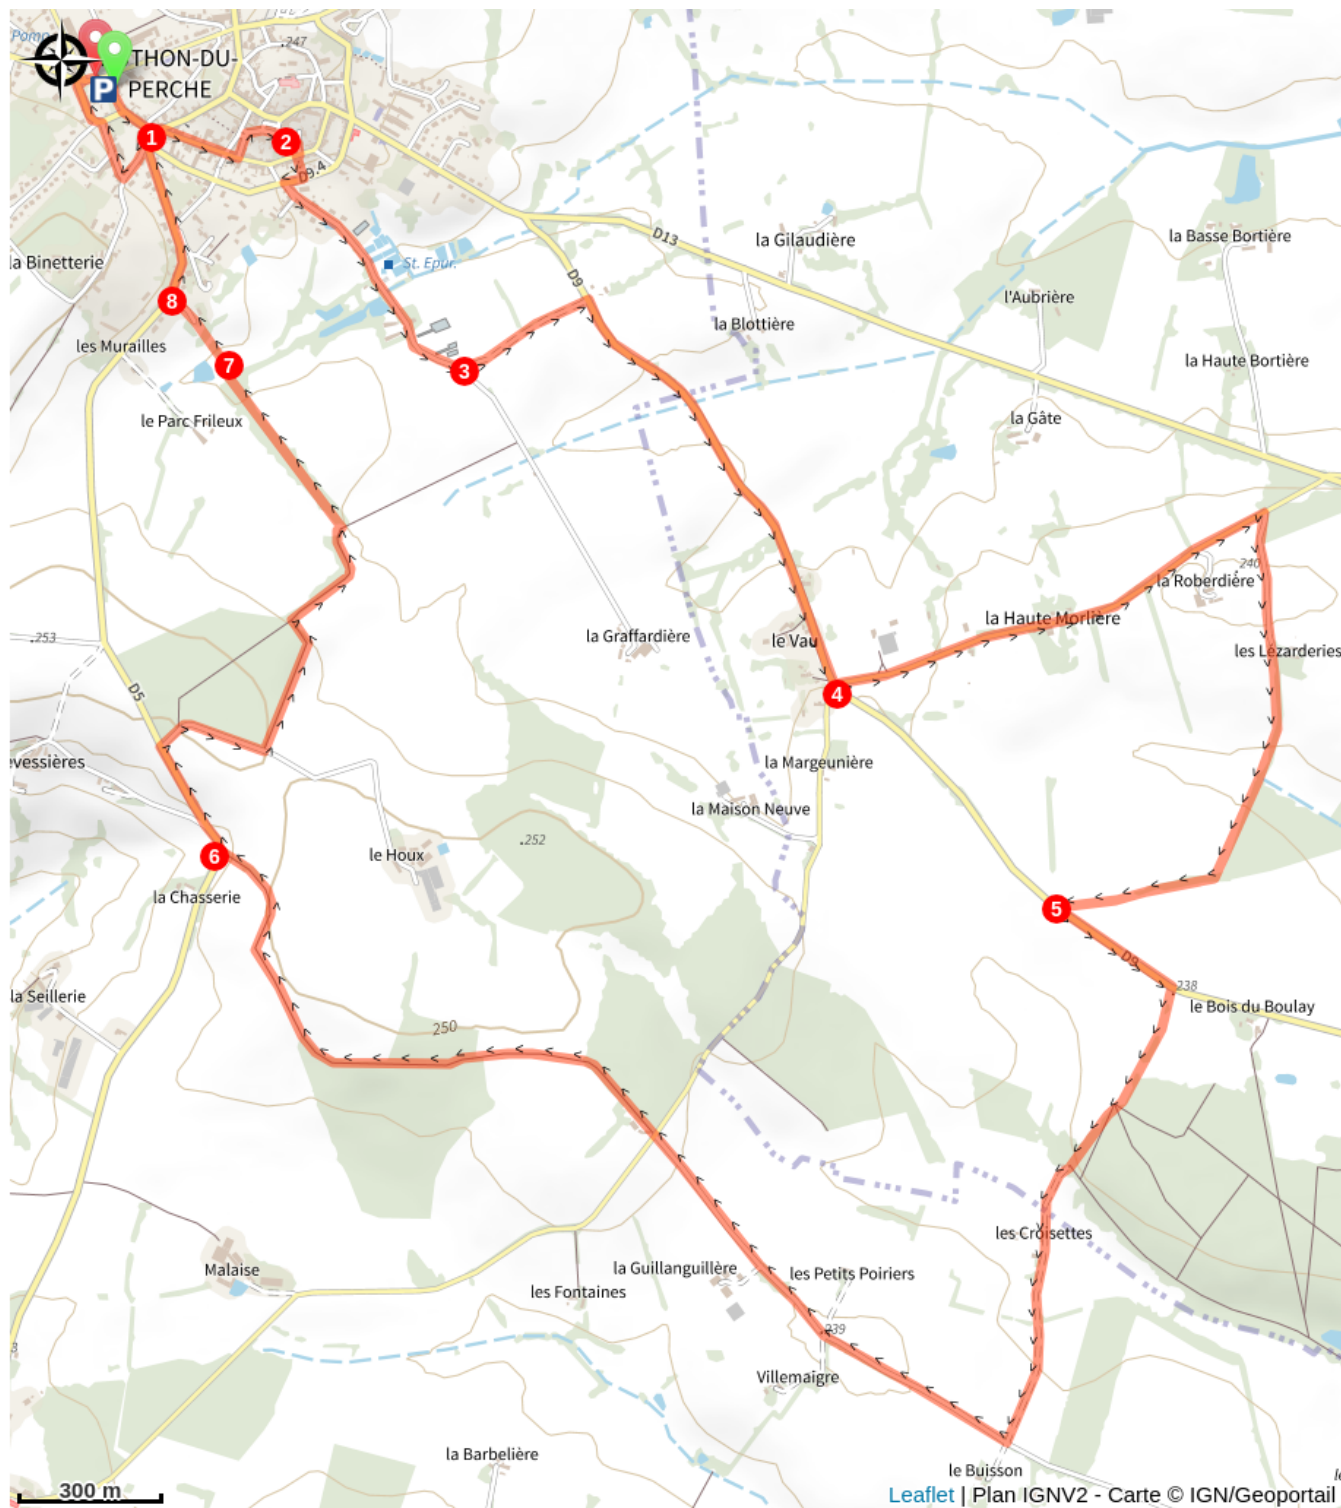 Pomp
247
THON-DU-
PERCHE
P
1
2
D9.4
D13
la Gilaudière
la Basse Bortière
la Binetterie
St. Epur.
D9
l'Aubrière
8
la Blottière
les Murailles
7
3
la Haute Bortière
le Parc Frileux
la Gâte
240
la Roberdière
la Haute Morlière
253
la Graffardière
le Vau
les Lézarderies
D5
4
evessières
la Margeunière
la Maison Neuve
252
le Houx
6
la Chasserie
5
D9
238
la Seillerie
le Bois du Boulay
250
les Croisettes
Malaise
la Guillanguillère
les Petits Poiriers
les Fontaines
239
3
Villemaigre
la Barbelière
le Buisson
300 m
Leaflet | Plan IGNV2 - Carte © IGN/Geoportail